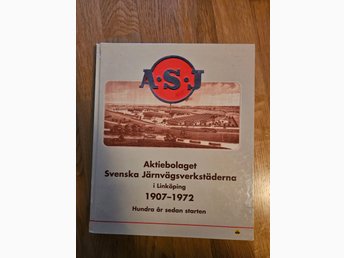 A·S·J
Aktiebolaget
Svenska Järnvägsverkstäderna
i Linköping
1907–1972
Hundra år sedan starten